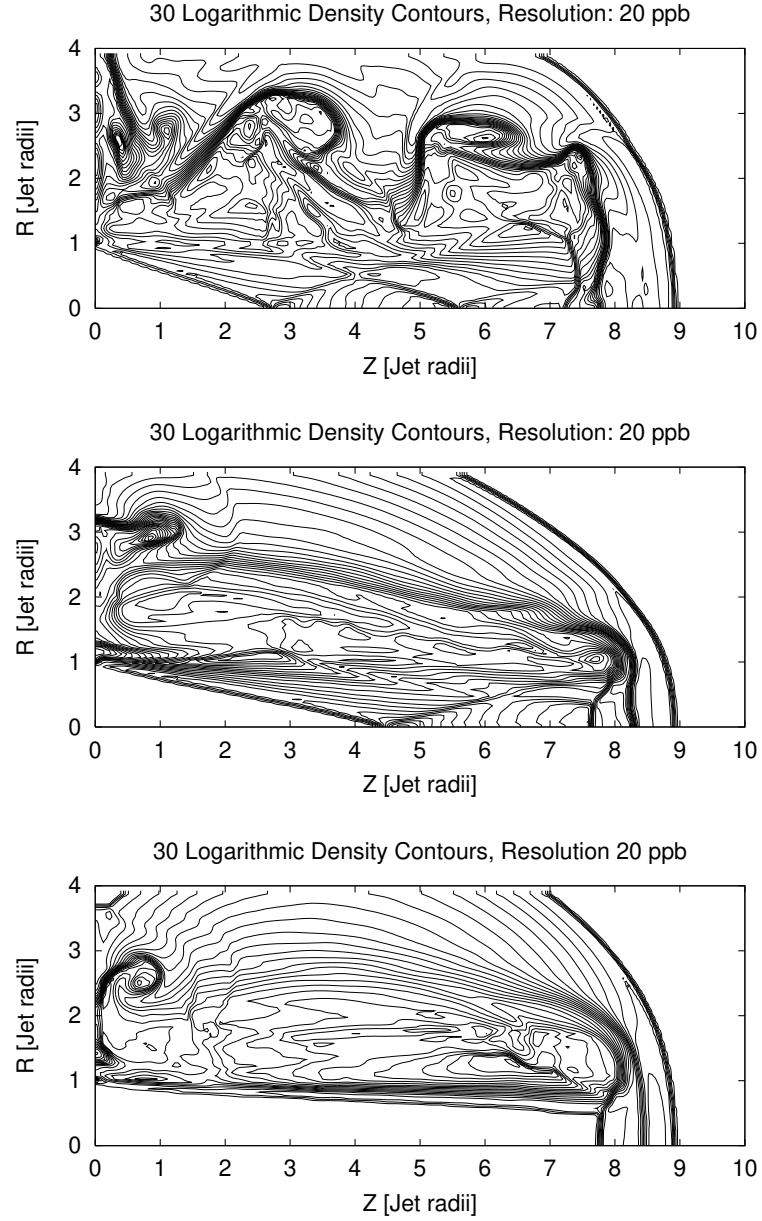 30 Logarithmic Density Contours, Resolution: 20 ppb
4
3
2
1
0
R [Jet radii]
0 1 2 3 4 5 6 7 8 9 10
Z [Jet radii]
30 Logarithmic Density Contours, Resolution: 20 ppb
4
3
2
1
0
R [Jet radii]
0 1 2 3 4 5 6 7 8 9 10
Z [Jet radii]
30 Logarithmic Density Contours, Resolution 20 ppb
4
3
2
1
0
R [Jet radii]
0 1 2 3 4 5 6 7 8 9 10
Z [Jet radii]